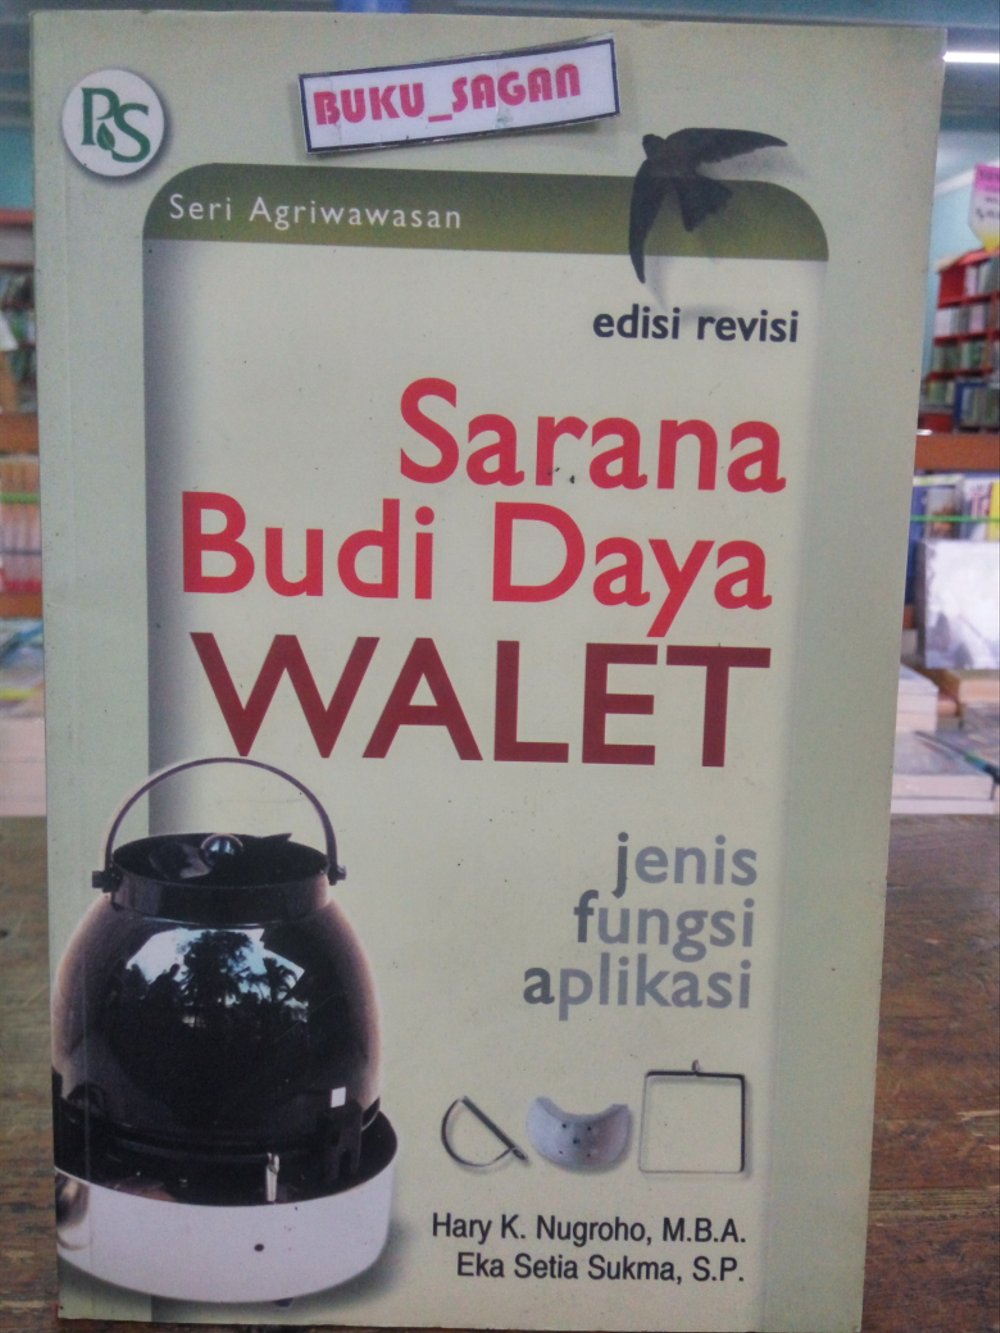 PS
BUKU_SAGAN
Seri Agriwawasan
edisi revisi
Sarana
Budi Daya
WALET
jenis
fungsi
aplikasi
Hary K. Nugroho, M.B.A.
Eka Setia Sukma, S.P.